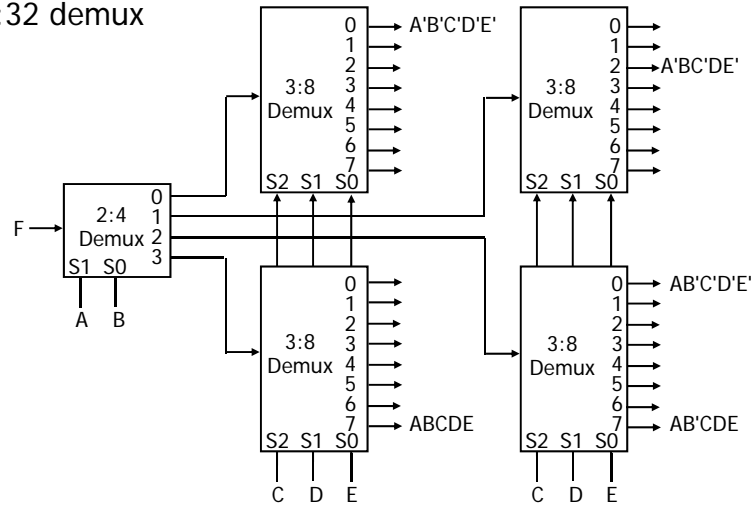 :32 demux
0 A'B'C'D'E'
1
2
3
4
5
6
7
3:8
Demux
S2 S1 S0
0
1
2 A'BC'DE'
3
4
5
6
7
3:8
Demux
S2 S1 S0
F
2:4
Demux
0
1
2
3
S1 S0
A B
0
1
2
3
4
5
6
7 ABCDE
3:8
Demux
S2 S1 S0
C D E
0 AB'C'D'E'
1
2
3
4
5
6
7 AB'CDE
3:8
Demux
S2 S1 S0
C D E